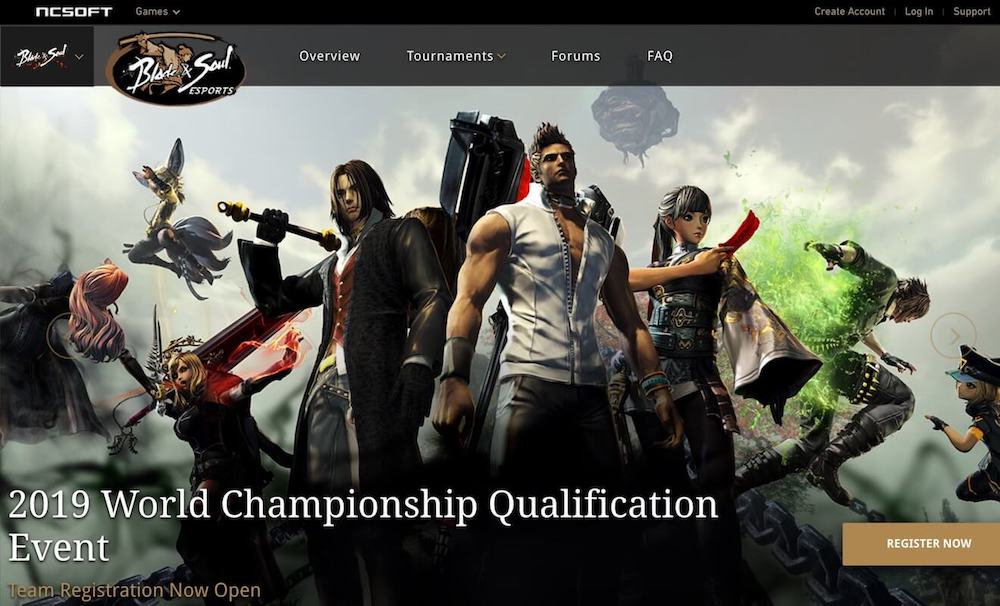 NCSOFT Games Create Account Log In Support
Blade & Soul
Blade & Soul
ESPORTS
Overview Tournaments Forums FAQ
2019 World Championship Qualification
Event
REGISTER NOW
Team Registration Now Open